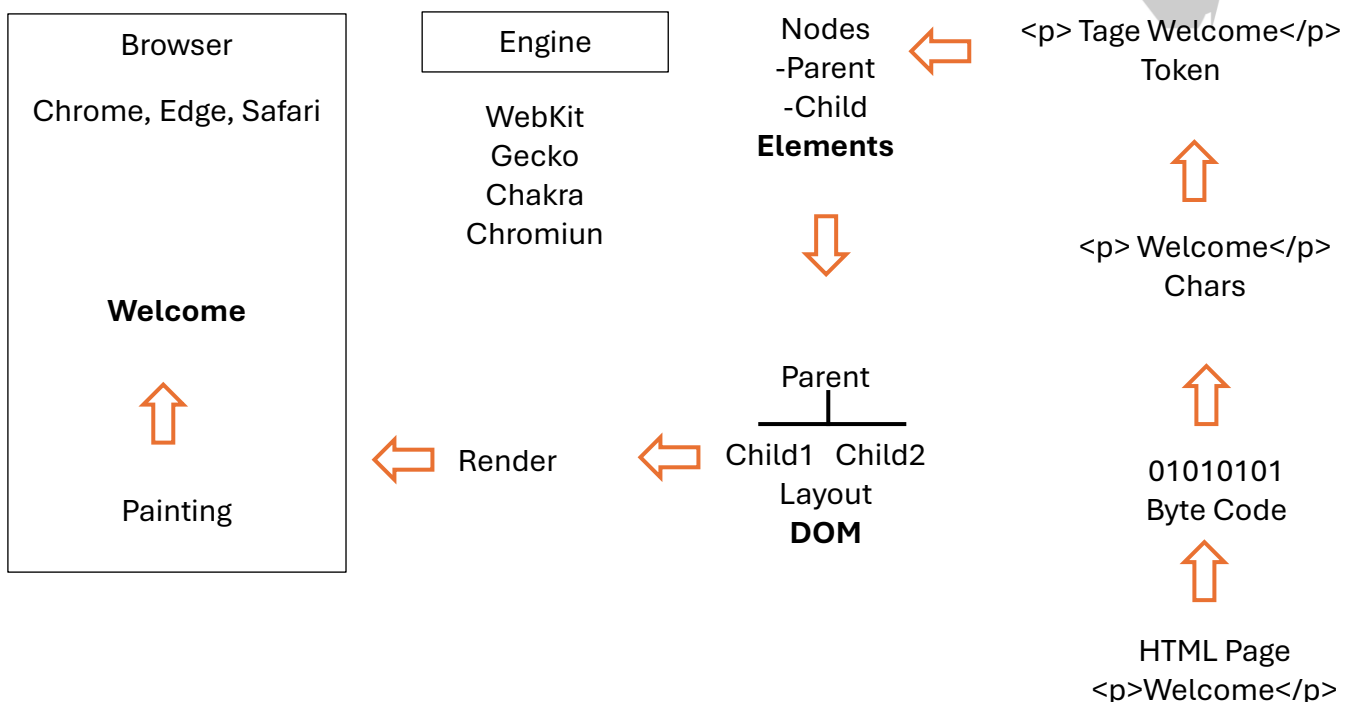 Browser
Chrome, Edge, Safari
Welcome
Painting
Engine
WebKit
Gecko
Chakra
Chromiun
Render
Nodes
-Parent
-Child
Elements
Parent
Child1 Child2
Layout
DOM
<p> Tage Welcome</p>
Token
<p> Welcome</p>
Chars
01010101
Byte Code
HTML Page
<p>Welcome</p>